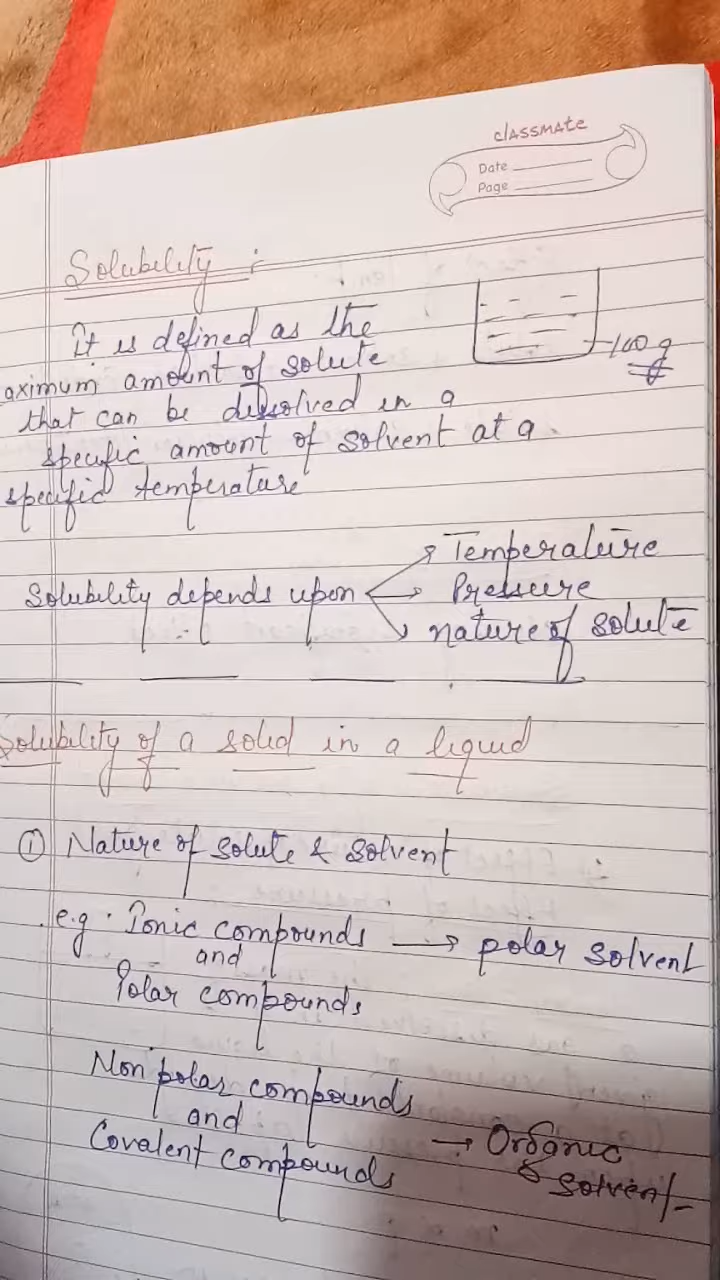 classmate
Date
Page
Solubility :
It is defined as the
aximum amount of solute
that can be dissolved in a
specific amount of solvent at a
specific temperature
100 g
Solubility depends upon → Temperature
→ Pressure
→ nature of solute
Solubility of a solid in a liquid
① Nature of solute & solvent
e.g. Ionic compounds → polar solvent
and
Polar compounds
Non polar compounds
and → Organic
Covalent compounds solvent